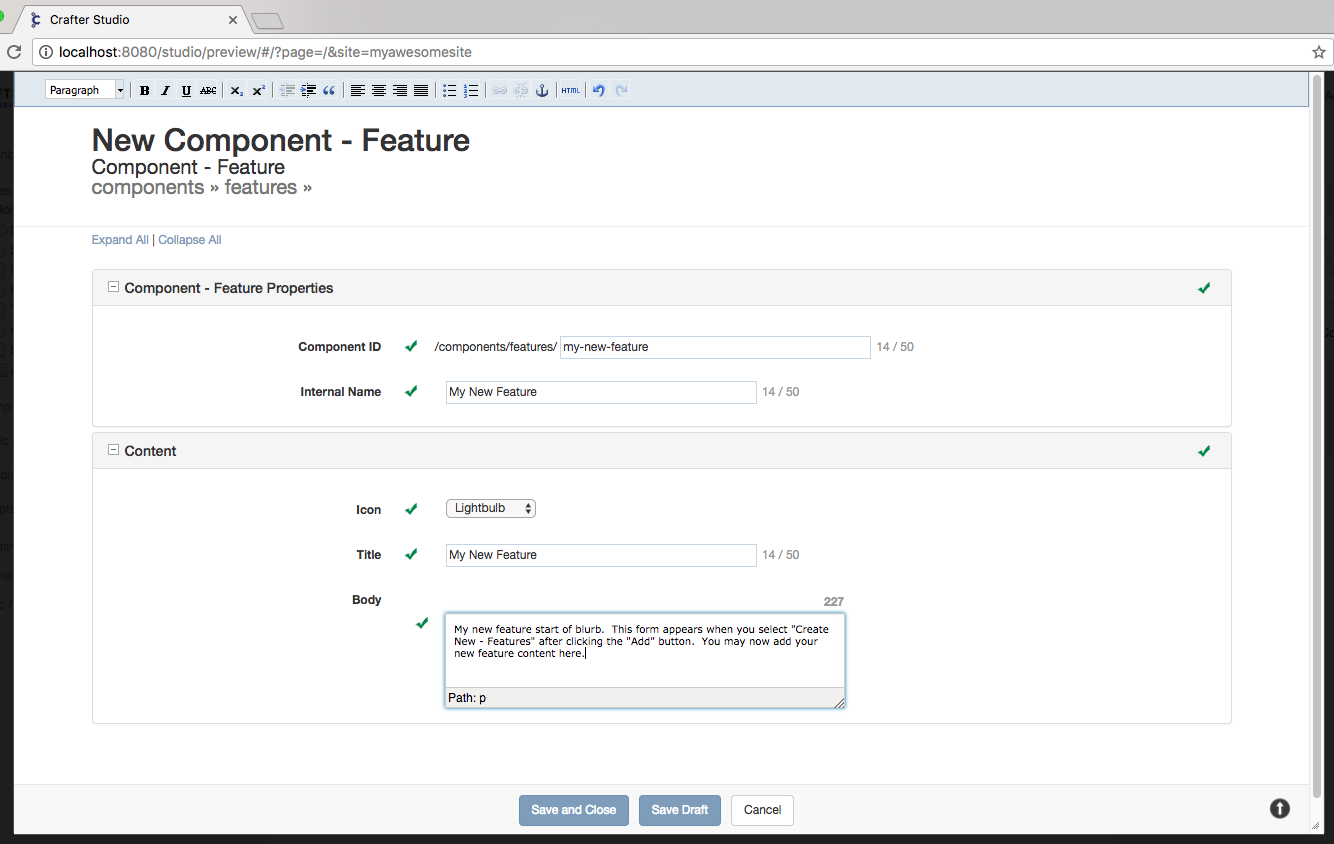 Crafter Studio
localhost:8080/studio/preview/#/?page=/&site=myawesomesite
Paragraph B I U ABC X₂ X² HTML
New Component - Feature
Component - Feature
components » features »
Expand All | Collapse All
Component - Feature Properties
Component ID /components/features/ my-new-feature 14 / 50
Internal Name My New Feature 14 / 50
Content
Icon Lightbulb
Title My New Feature 14 / 50
Body 227
My new feature start of blurb. This form appears when you select "Create
New - Features" after clicking the "Add" button. You may now add your
new feature content here.
Path: p
Save and Close Save Draft Cancel